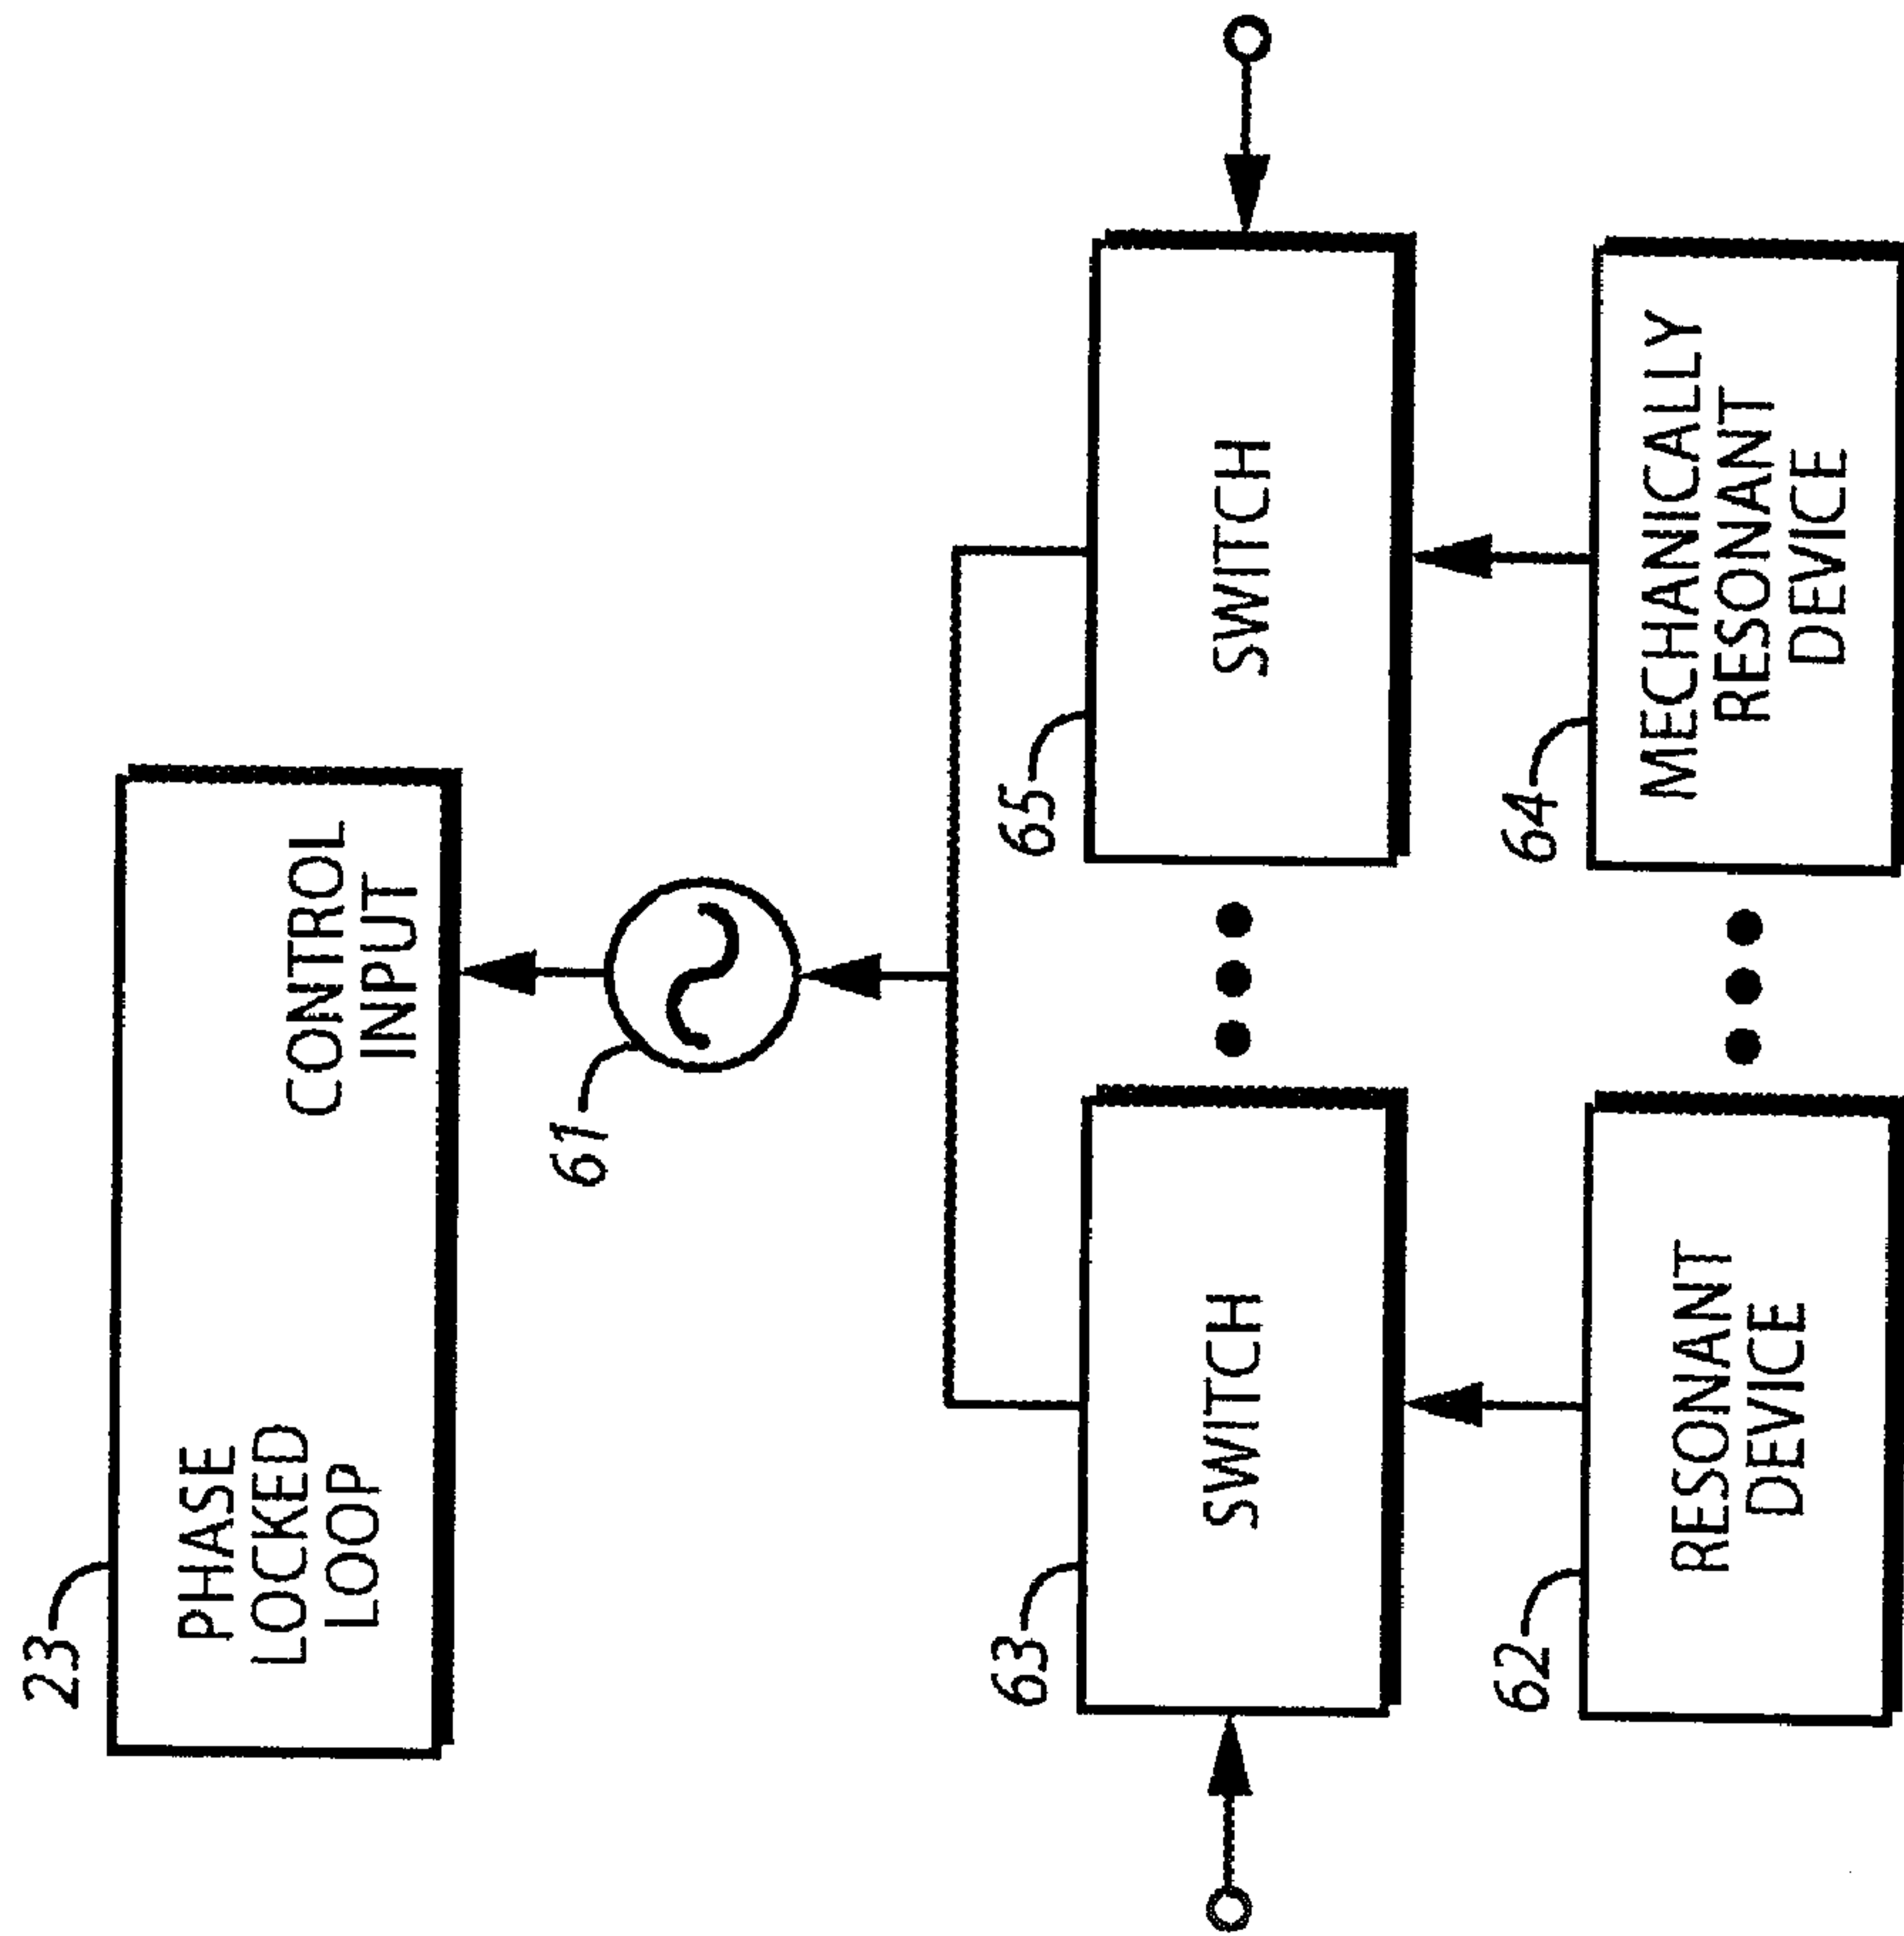 23
PHASE
LOCKED
LOOP
CONTROL
INPUT
61
63
SWITCH
65
SWITCH
62
RESONANT
DEVICE
64
MECHANICALLY
RESONANT
DEVICE